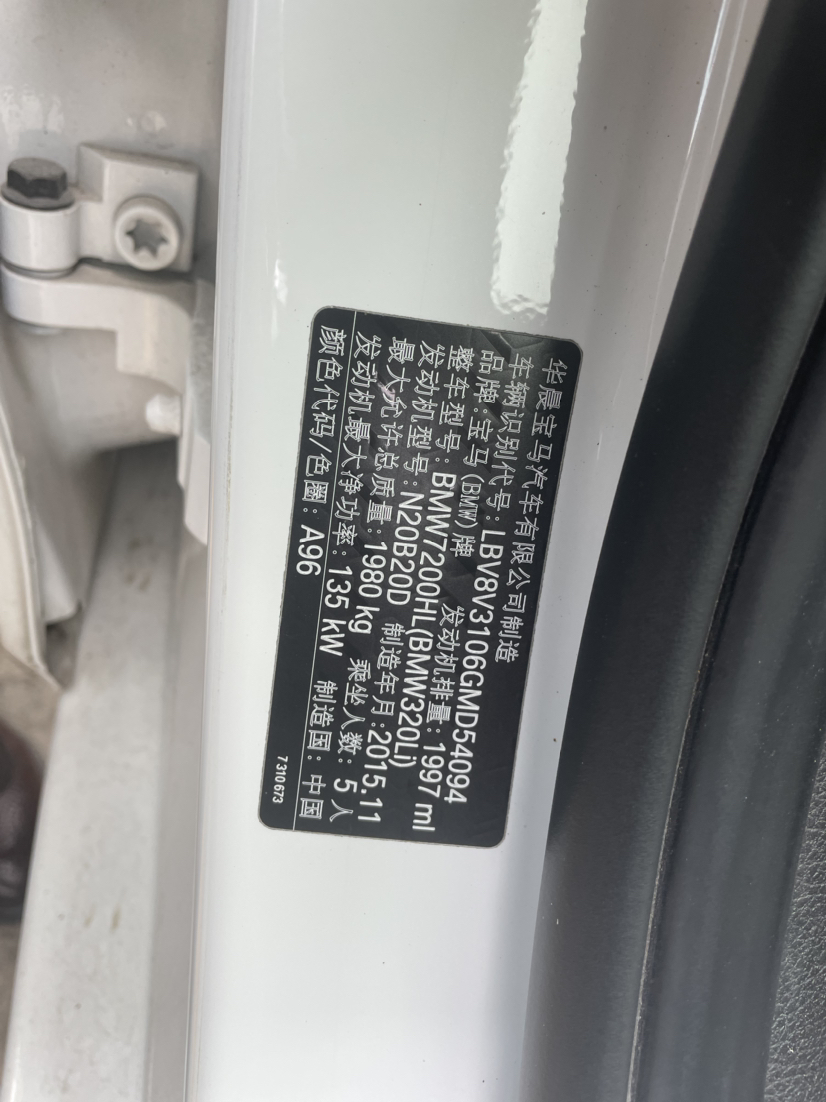 华晨宝马汽车有限公司制造
车辆识别代号:LBV8V3106GMD54094
品牌:宝马(BMW)牌 发动机排量:1997 ml
整车型号: BMW7200HL(BMW320Li)
发动机型号:N20B20D 制造年月:2015.11
最大允许总质量:1980 kg 乘坐人数: 5 人
发动机最大净功率:135 kW 制造国:中国
颜色代码/色圈: A96
7 310 673